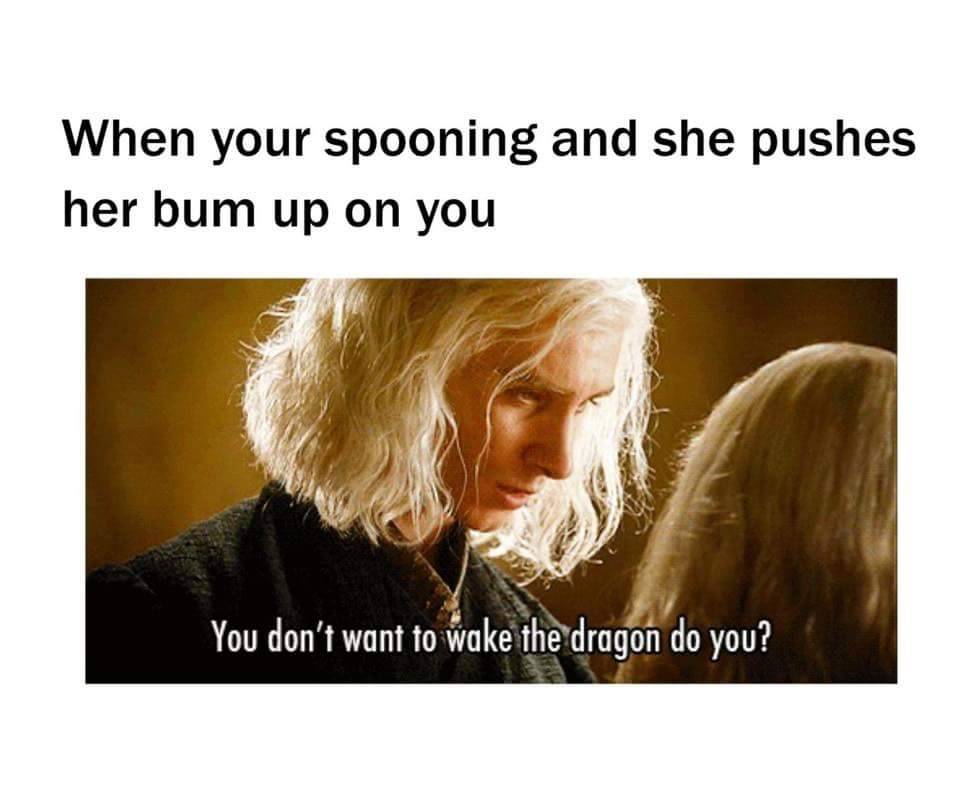 When your spooning and she pushes
her bum up on you
You don't want to wake the dragon do you?